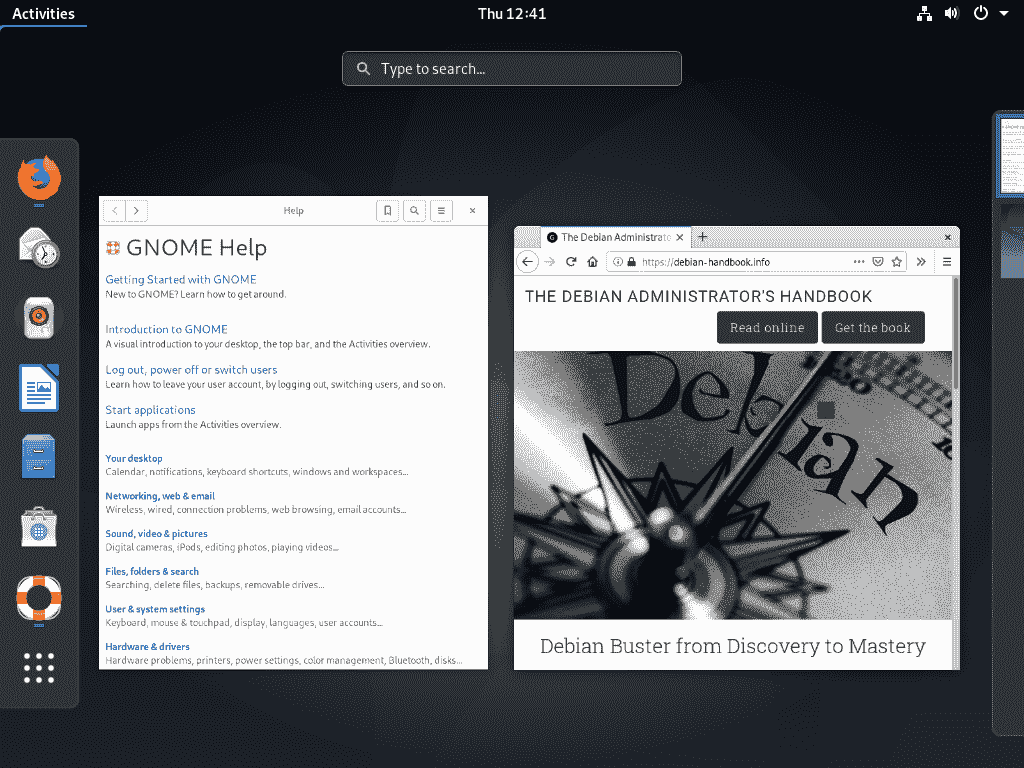 Activities
Thu 12:41
Type to search...
Help
GNOME Help
Getting Started with GNOME
New to GNOME? Learn how to get around.
Introduction to GNOME
A visual introduction to your desktop, the top bar, and the Activities overview.
Log out, power off or switch users
Learn how to leave your user account, by logging out, switching users, and so on.
Start applications
Launch apps from the Activities overview.
Your desktop
Calendar, notifications, keyboard shortcuts, windows and workspaces...
Networking, web & email
Wireless, wired, connection problems, web browsing, email accounts...
Sound, video & pictures
Digital cameras, iPods, editing photos, playing videos...
Files, folders & search
Searching, delete files, backups, removable drives...
User & system settings
Keyboard, mouse & touchpad, display, languages, user accounts...
Hardware & drivers
Hardware problems, printers, power settings, color management, Bluetooth, disks...
The Debian Administrato
https://debian-handbook.info
THE DEBIAN ADMINISTRATOR'S HANDBOOK
Read online
Get the book
Debian
Debian Buster from Discovery to Mastery